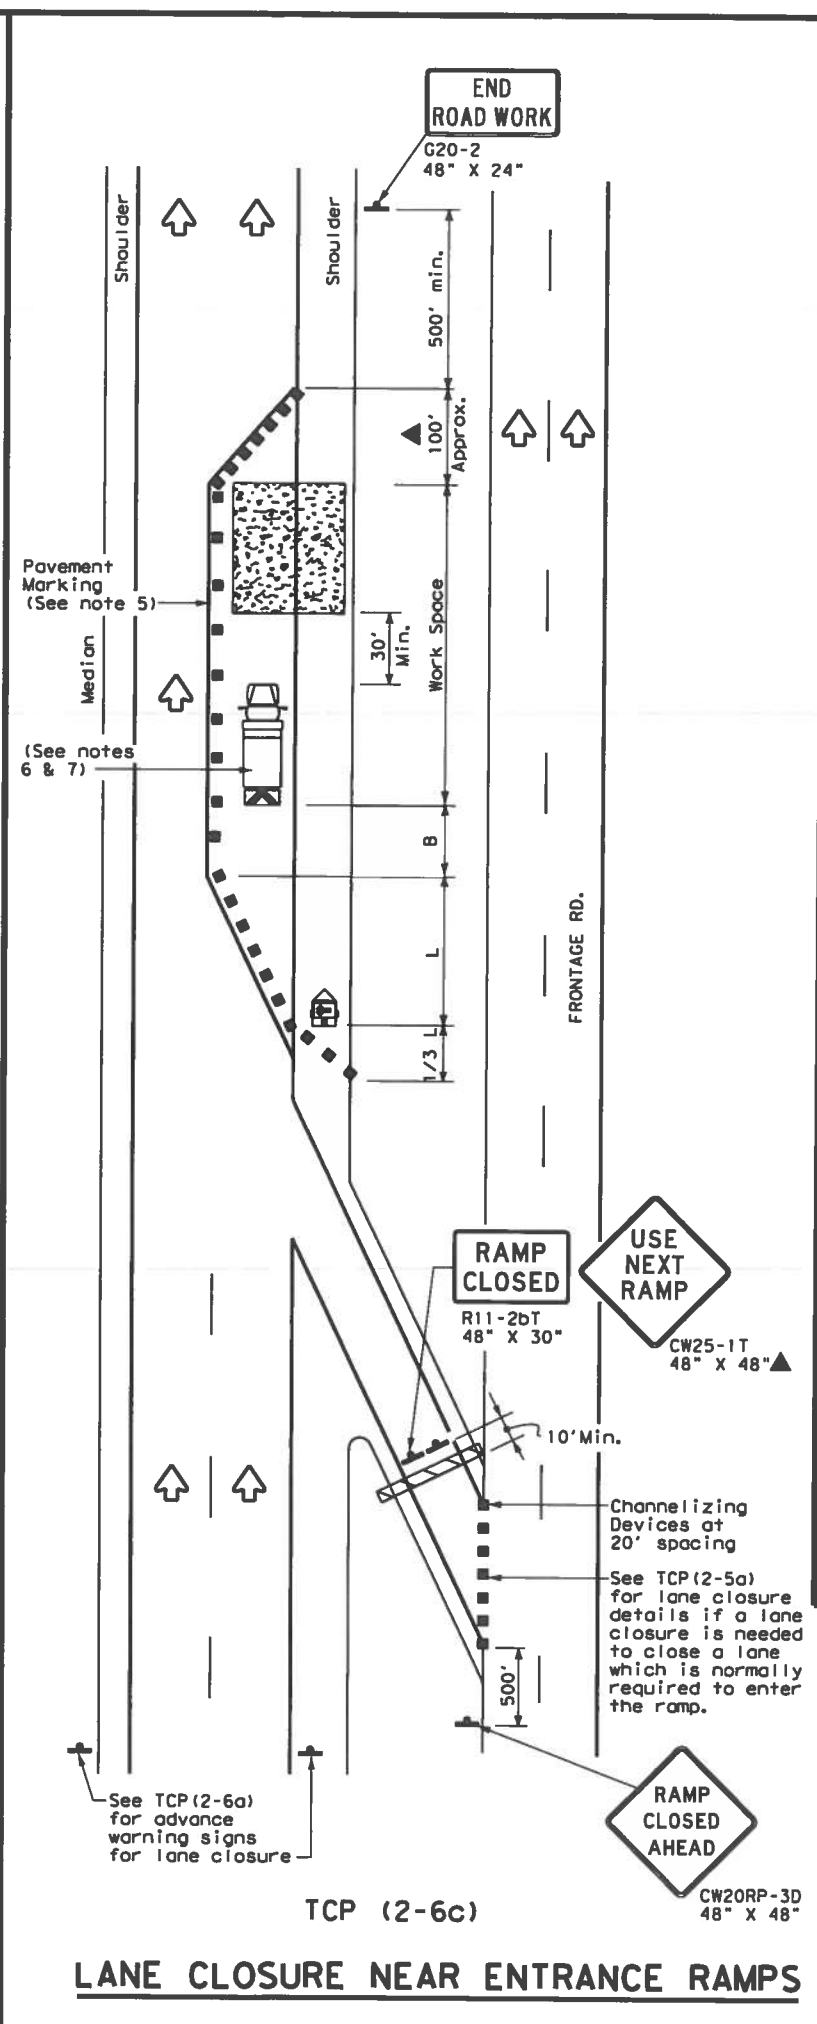 END
ROAD WORK
G20-2
48" X 24"
Shoulder
Shoulder
500' min.
▲ 100'
Approx.
Pavement
Marking
(See note 5)
Median
30'
Min.
Work Space
(See notes
6 & 7)
B
L
FRONTAGE RD.
1/3 L
RAMP
CLOSED
R11-2bT
48" X 30"
USE
NEXT
RAMP
CW25-1T
48" X 48"▲
10'Min.
Channelizing
Devices at
20' spacing
See TCP(2-5a)
for lane closure
details if a lane
closure is needed
to close a lane
which is normally
required to enter
the ramp.
500'
See TCP(2-6a)
for advance
warning signs
for lane closure
RAMP
CLOSED
AHEAD
CW20RP-3D
48" X 48"
TCP (2-6c)
LANE CLOSURE NEAR ENTRANCE RAMPS